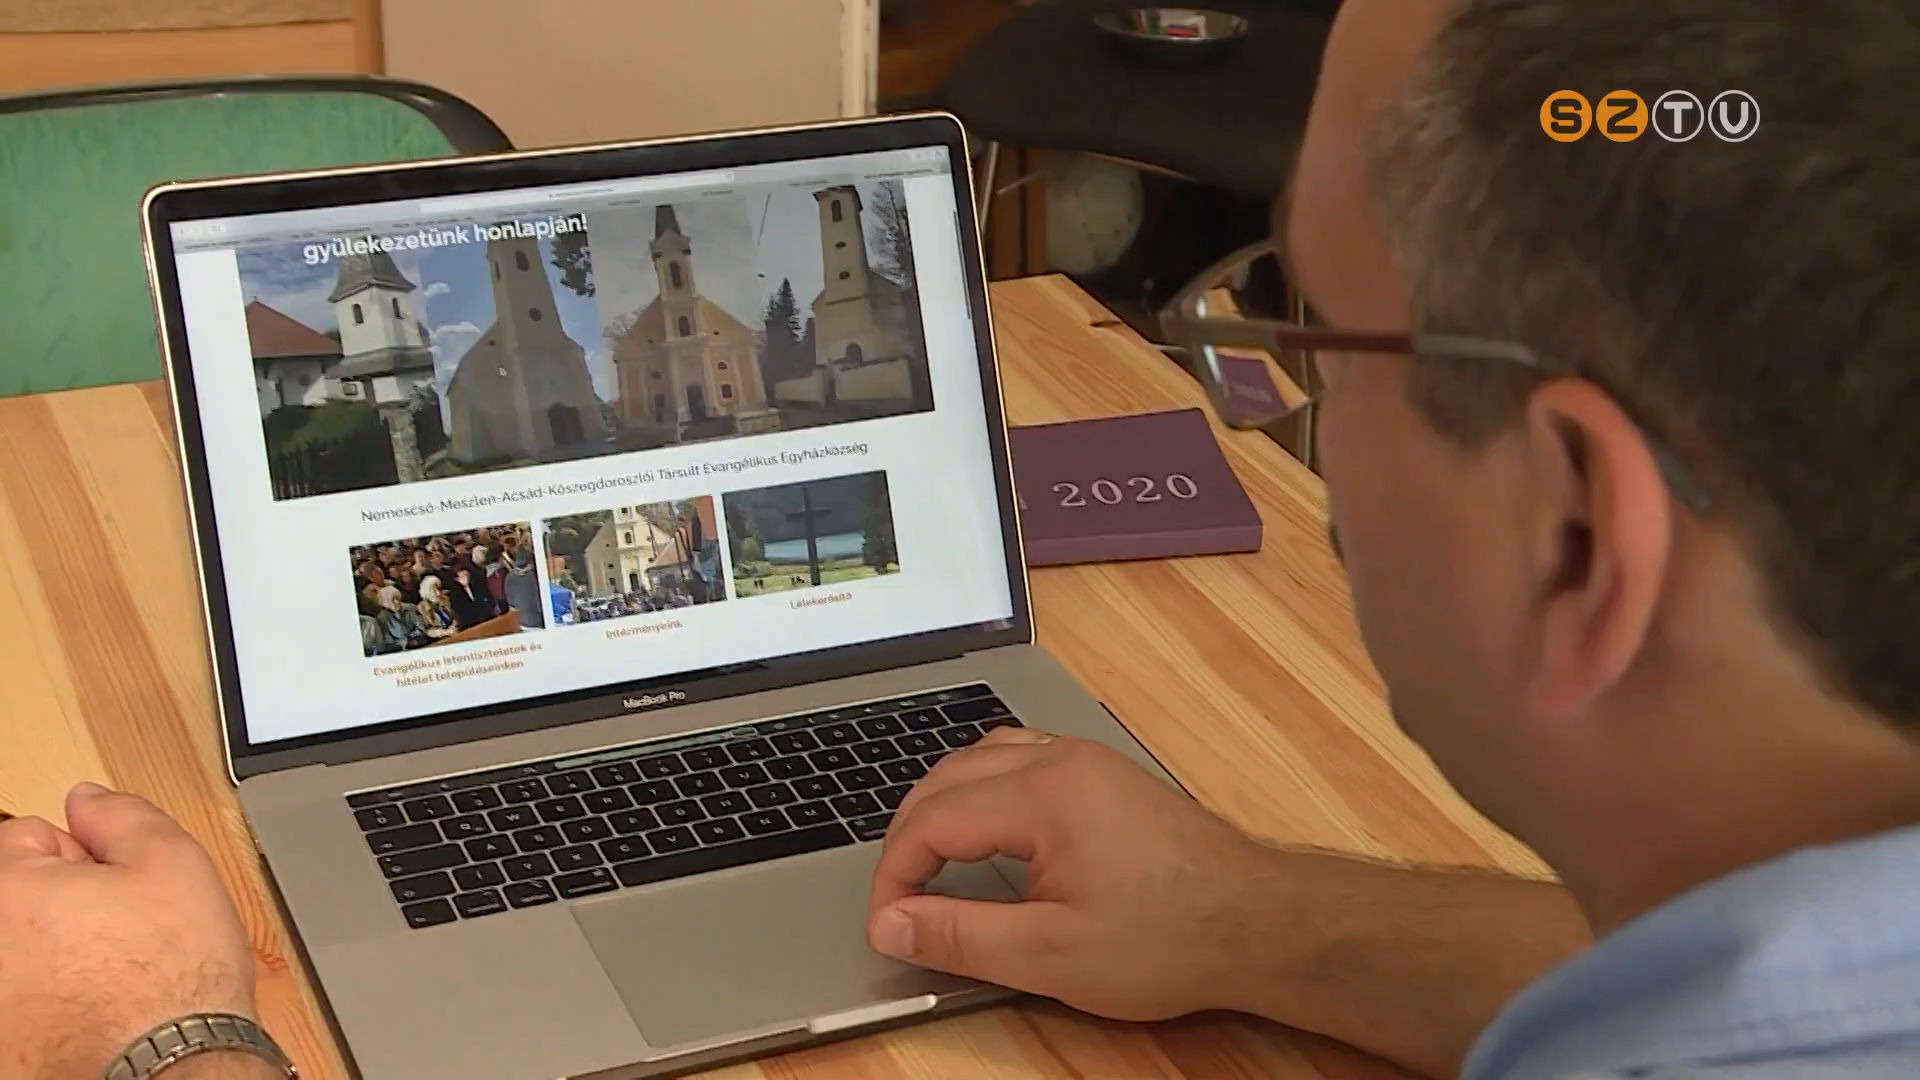 SZTV
gyülekezetünk honlapján!
Nemescsó-Meszlen-Acsád-Kőszegdoroszlói Társult Evangélikus Egyházközség
Evangélikus istentiszteletek és
hitélet településeinken
Intézményeink
Lélekerősítő
MacBook Pro
2020